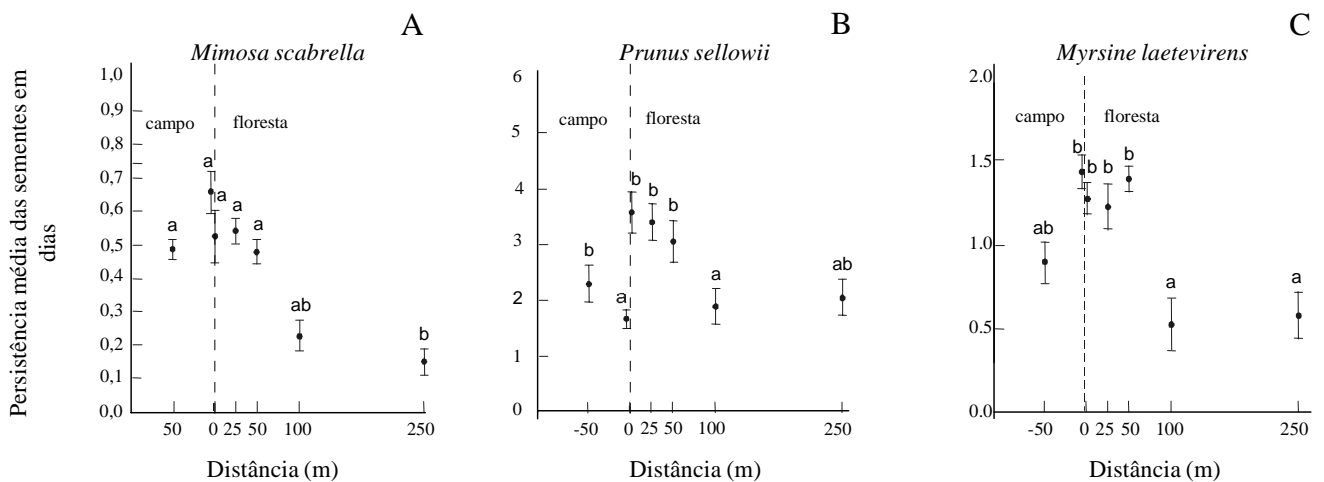 A
B
C
Mimosa scabrella
Prunus sellowii
Myrsine laetevirens
Persistência média das sementes em
dias
1,0
0,9
0,8
0,7
0,6
0,5
0,4
0,3
0,2
0,1
0,0
campo
floresta
a
a
a
a
a
ab
b
50
0
25
50
100
250
Distância (m)
6
5
4
3
2
1
0
campo
floresta
b
a
b
b
b
a
ab
-50
0
25
50
100
250
Distância (m)
2.0
1.5
1.0
0.5
0.0
campo
floresta
ab
b
b
b
b
a
a
-50
0
25
50
100
250
Distância (m)